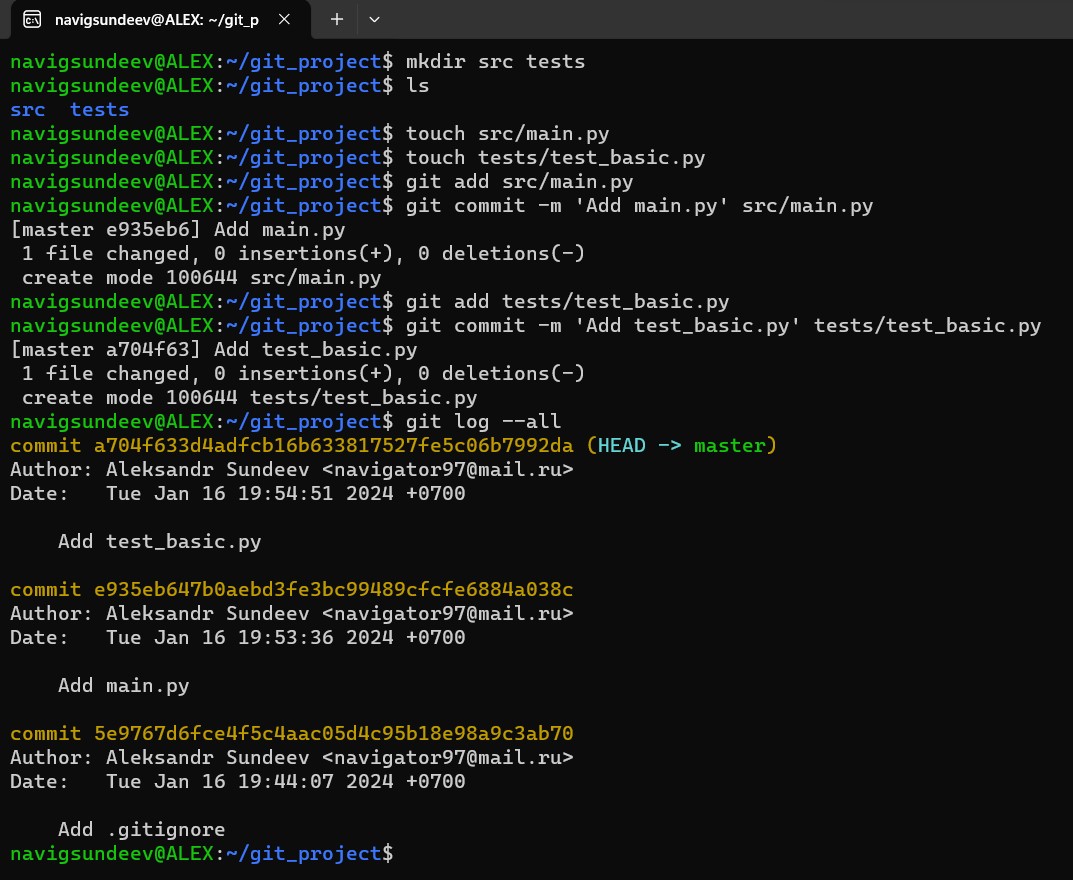 navigsundeev@ALEX: ~/git_p
navigsundeev@ALEX:~/git_project$ mkdir src tests
navigsundeev@ALEX:~/git_project$ ls
src  tests
navigsundeev@ALEX:~/git_project$ touch src/main.py
navigsundeev@ALEX:~/git_project$ touch tests/test_basic.py
navigsundeev@ALEX:~/git_project$ git add src/main.py
navigsundeev@ALEX:~/git_project$ git commit -m 'Add main.py' src/main.py
[master e935eb6] Add main.py
 1 file changed, 0 insertions(+), 0 deletions(-)
 create mode 100644 src/main.py
navigsundeev@ALEX:~/git_project$ git add tests/test_basic.py
navigsundeev@ALEX:~/git_project$ git commit -m 'Add test_basic.py' tests/test_basic.py
[master a704f63] Add test_basic.py
 1 file changed, 0 insertions(+), 0 deletions(-)
 create mode 100644 tests/test_basic.py
navigsundeev@ALEX:~/git_project$ git log --all
commit a704f633d4adfcb16b633817527fe5c06b7992da (HEAD -> master)
Author: Aleksandr Sundeev <navigator97@mail.ru>
Date:   Tue Jan 16 19:54:51 2024 +0700

    Add test_basic.py

commit e935eb647b0aebd3fe3bc99489cfcfe6884a038c
Author: Aleksandr Sundeev <navigator97@mail.ru>
Date:   Tue Jan 16 19:53:36 2024 +0700

    Add main.py

commit 5e9767d6fce4f5c4aac05d4c95b18e98a9c3ab70
Author: Aleksandr Sundeev <navigator97@mail.ru>
Date:   Tue Jan 16 19:44:07 2024 +0700

    Add .gitignore
navigsundeev@ALEX:~/git_project$